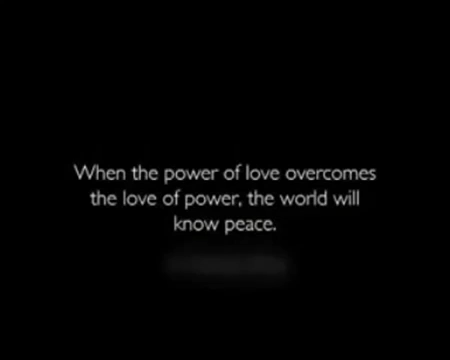 When the power of love overcomes
the love of power, the world will
know peace.